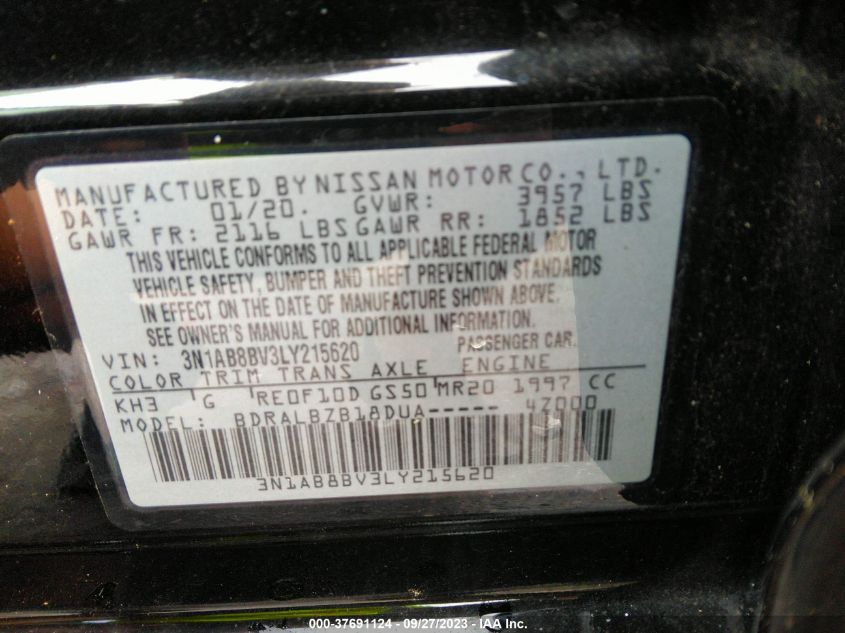 MANUFACTURED BY NISSAN MOTOR CO., LTD.
DATE: 01/20. GVWR: 3957 LBS
GAWR FR: 2116 LBS GAWR RR: 1852 LBS
THIS VEHICLE CONFORMS TO ALL APPLICABLE FEDERAL MOTOR
VEHICLE SAFETY, BUMPER AND THEFT PREVENTION STANDARDS
IN EFFECT ON THE DATE OF MANUFACTURE SHOWN ABOVE.
SEE OWNER'S MANUAL FOR ADDITIONAL INFORMATION.
VIN: 3N1AB8BV3LY215620 PASSENGER CAR.
COLOR TRIM TRANS AXLE ENGINE
KH3 G RE0F10D GS50 MR20 1997 CC
MODEL: BDRALBZB18DUA----- 4Z000
3N1AB8BV3LY215620
000-37691124 - 09/27/2023 - IAA Inc.